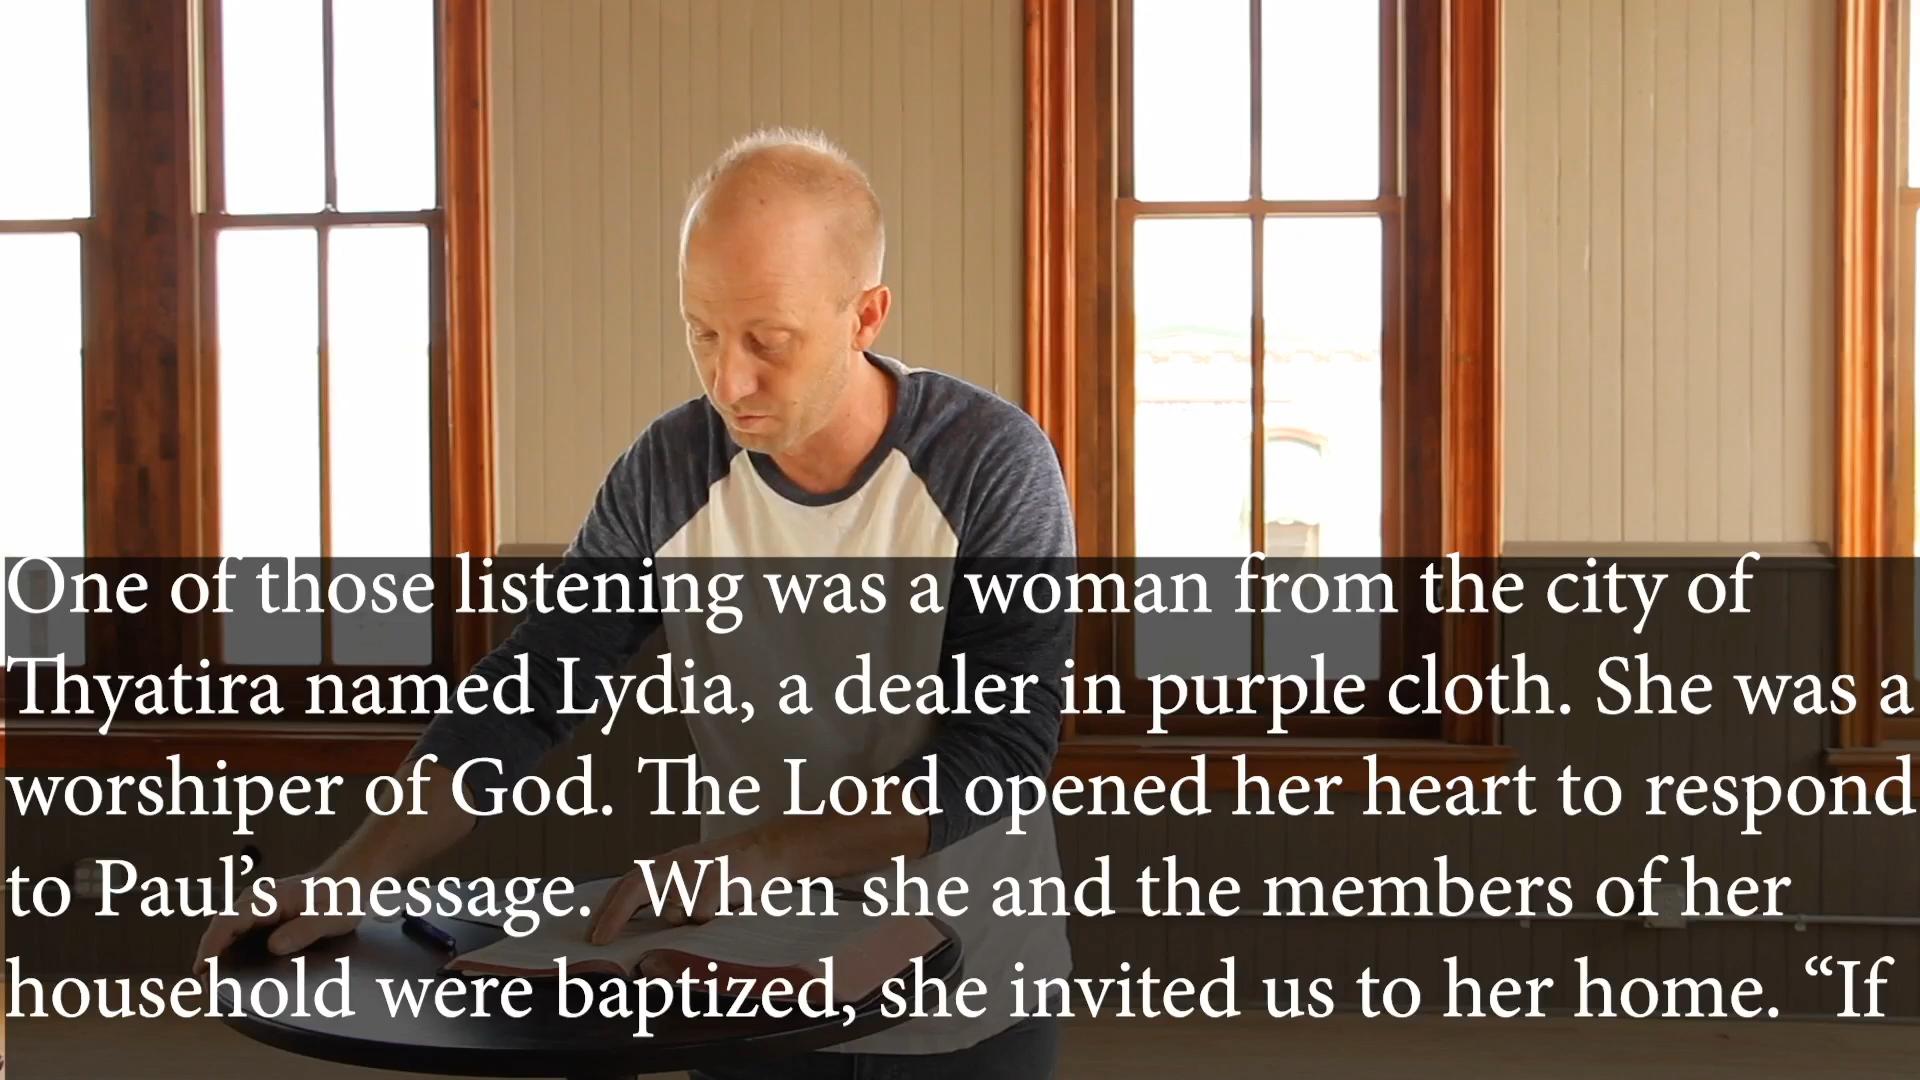 One of those listening was a woman from the city of
Thyatira named Lydia, a dealer in purple cloth. She was a
worshiper of God. The Lord opened her heart to respond
to Paul’s message.  When she and the members of her
household were baptized, she invited us to her home. “If